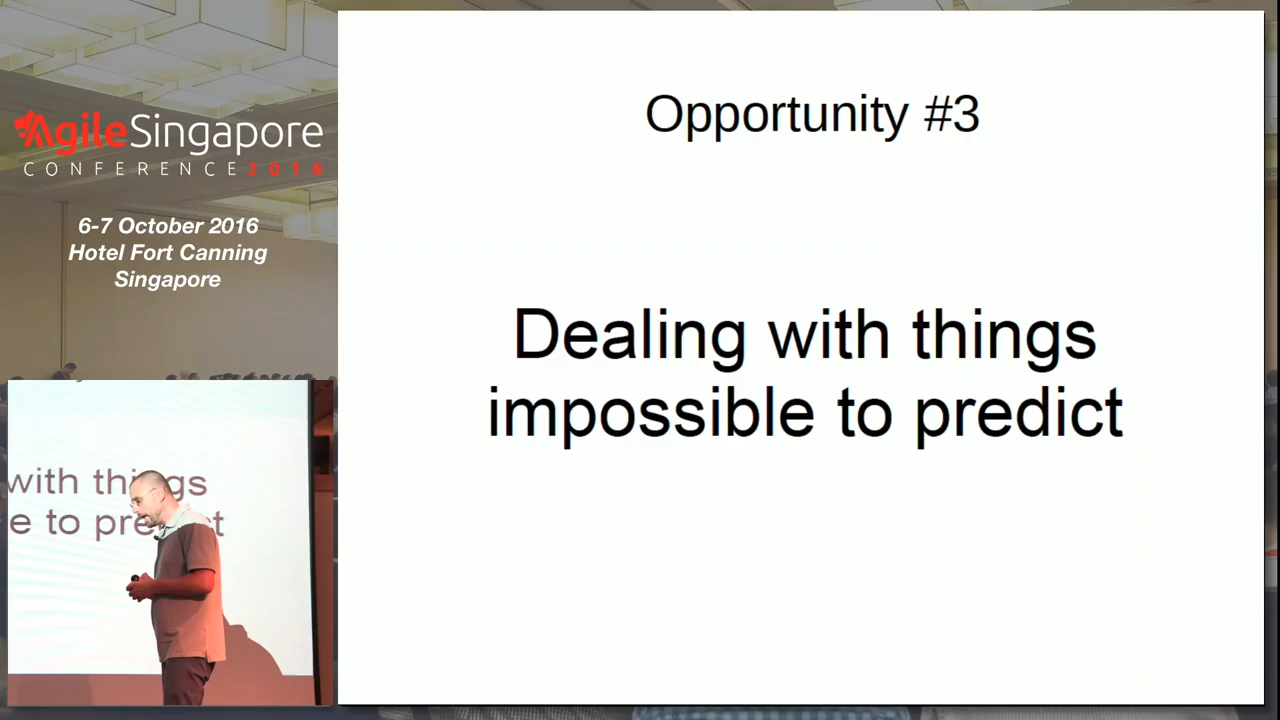 AgileSingapore
CONFERENCE2016
6-7 October 2016
Hotel Fort Canning
Singapore
Opportunity #3
Dealing with things
impossible to predict
with things
e to pre t